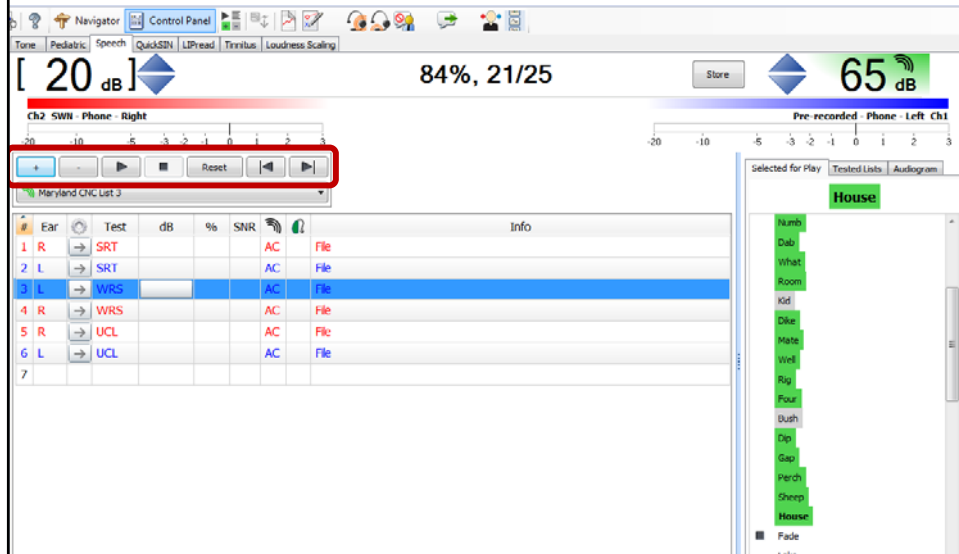 Navigator Control Panel
Tone Pediatric Speech QuickSIN LIPread Tinnitus Loudness Scaling
[ 20 dB ] 84%, 21/25 Store 65 dB
Ch2 SWN - Phone - Right Pre-recorded - Phone - Left Ch1
-20 -10 -5 -3 -2 -1 0 1 2 3 -20 -10 -5 -3 -2 -1 0 1 2 3
+ - Reset
Selected for Play Tested Lists Audiogram
Maryland CNC List 3
House
# Ear Test dB % SNR Info
1 R SRT AC File
2 L SRT AC File
3 L WRS AC File
4 R WRS AC File
5 R UCL AC File
6 L UCL AC File
7
Numb
Dab
What
Room
Kid
Dike
Mate
Well
Rig
Four
Bush
Dip
Gap
Perch
Sheep
House
Fade